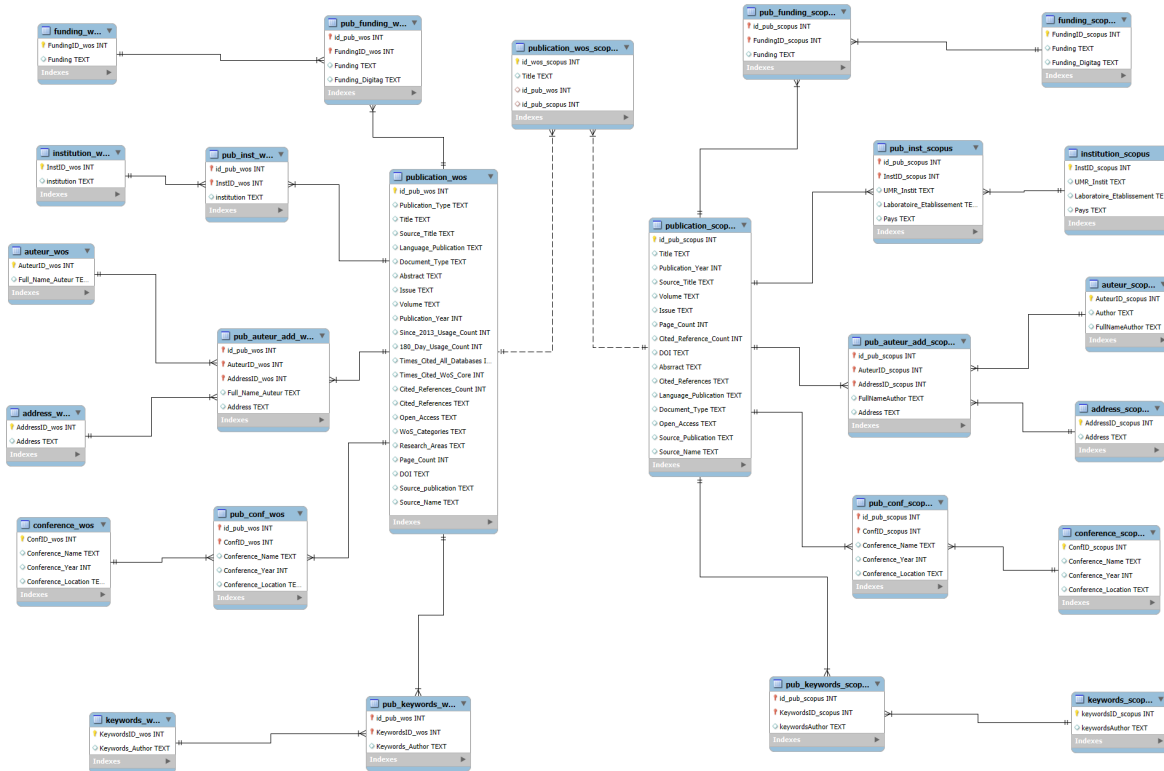 funding_w...
FundingID_wos INT
Funding TEXT
Indexes
pub_funding_w...
id_pub_wos INT
FundingID_wos INT
Funding TEXT
Funding_Digitag TEXT
Indexes
publication_wos_scop...
id_wos_scopus INT
Title TEXT
id_pub_wos INT
id_pub_scopus INT
Indexes
pub_funding_scop...
id_pub_scopus INT
FundingID_scopus INT
Funding TEXT
Indexes
funding_scop...
FundingID_scopus INT
Funding TEXT
Funding_Digitag TEXT
Indexes
institution_w...
InstID_wos INT
institution TEXT
Indexes
pub_inst_w...
id_pub_wos INT
InstID_wos INT
institution TEXT
Indexes
publication_wos
id_pub_wos INT
Publication_Type TEXT
Title TEXT
Source_Title TEXT
Language_Publication TEXT
Document_Type TEXT
Abstract TEXT
Issue TEXT
Volume TEXT
Publication_Year INT
Since_2013_Usage_Count INT
180_Day_Usage_Count INT
Times_Cited_All_Databases I...
Times_Cited_WoS_Core INT
Cited_References_Count INT
Cited_References TEXT
Open_Access TEXT
WoS_Categories TEXT
Research_Areas TEXT
Page_Count INT
DOI TEXT
Source_publication TEXT
Source_Name TEXT
Indexes
pub_inst_scopus
id_pub_scopus INT
InstID_scopus INT
UMR_Instit TEXT
Laboratoire_Etablissement TE...
Pays TEXT
Indexes
institution_scopus
InstID_scopus INT
UMR_Instit TEXT
Laboratoire_Etablissement TE...
Pays TEXT
Indexes
publication_scop...
id_pub_scopus INT
Title TEXT
Publication_Year INT
Source_Title TEXT
Volume TEXT
Issue TEXT
Page_Count INT
Cited_Reference_Count INT
DOI TEXT
Absrract TEXT
Cited_References TEXT
Language_Publication TEXT
Document_Type TEXT
Open_Access TEXT
Source_Publication TEXT
Source_Name TEXT
Indexes
auteur_wos
AuteurID_wos INT
Full_Name_Auteur TE...
Indexes
pub_auteur_add_w...
id_pub_wos INT
AuteurID_wos INT
AddressID_wos INT
Full_Name_Auteur TEXT
Address TEXT
Indexes
auteur_scop...
AuteurID_scopus INT
Author TEXT
FullNameAuthor TEXT
Indexes
pub_auteur_add_scop...
id_pub_scopus INT
AuteurID_scopus INT
AddressID_scopus INT
FullNameAuthor TEXT
Address TEXT
Indexes
address_w...
AddressID_wos INT
Address TEXT
Indexes
address_scop...
AddressID_scopus INT
Address TEXT
Indexes
conference_wos
ConfID_wos INT
Conference_Name TEXT
Conference_Year INT
Conference_Location TE...
Indexes
pub_conf_wos
id_pub_wos INT
ConfID_wos INT
Conference_Name TEXT
Conference_Year INT
Conference_Location TE...
Indexes
pub_conf_scop...
id_pub_scopus INT
ConfID_scopus INT
Conference_Name TEXT
Conference_Year INT
Conference_Location TEXT
Indexes
conference_scop...
ConfID_scopus INT
Conference_Name TEXT
Conference_Year INT
Conference_Location TEXT
Indexes
keywords_w...
KeywordsID_wos INT
Keywords_Author TEXT
Indexes
pub_keywords_w...
id_pub_wos INT
KeywordsID_wos INT
Keywords_Author TEXT
Indexes
pub_keywords_scop...
id_pub_scopus INT
KeywordsID_scopus INT
keywordsAuthor TEXT
Indexes
keywords_scop...
keywordsID_scopus INT
keywordsAuthor TEXT
Indexes